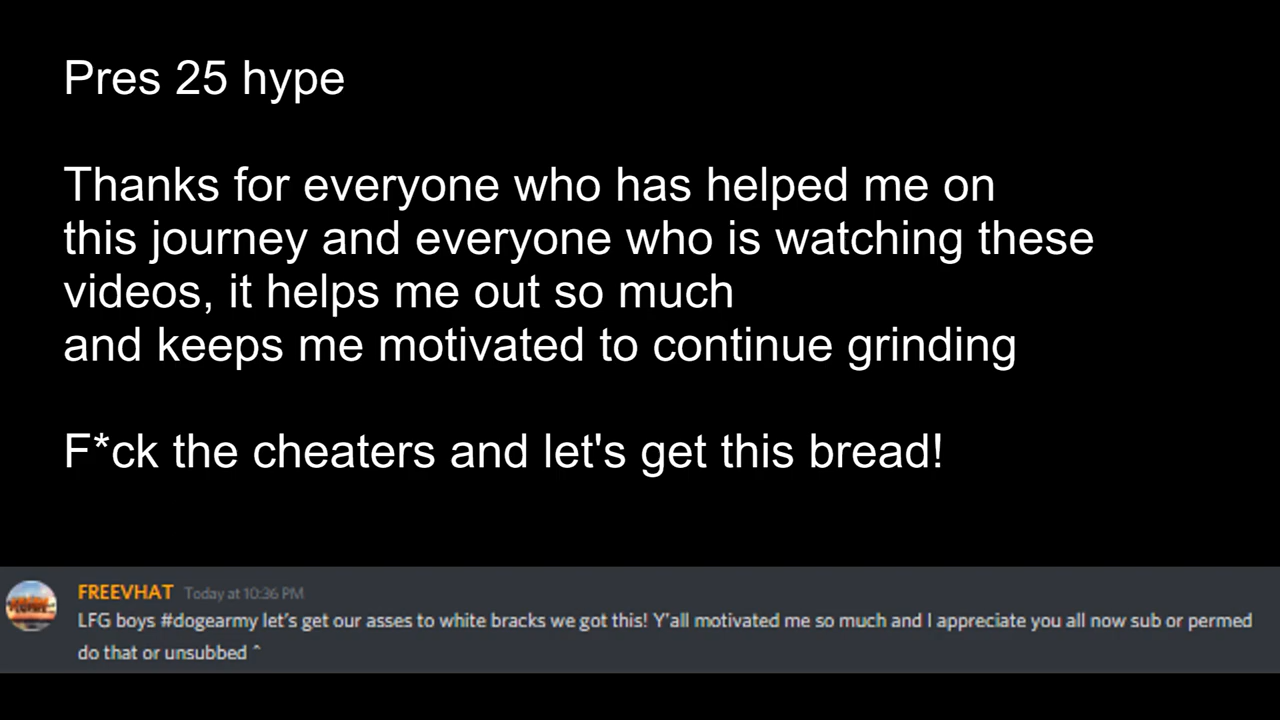 Pres 25 hype
Thanks for everyone who has helped me on
this journey and everyone who is watching these
videos, it helps me out so much
and keeps me motivated to continue grinding
F*ck the cheaters and let's get this bread!
FREEVHAT Today at 10:36 PM
LFG boys #dogearmy let's get our asses to white bracks we got this! Y'all motivated me so much and I appreciate you all now sub or permed
do that or unsubbed ^